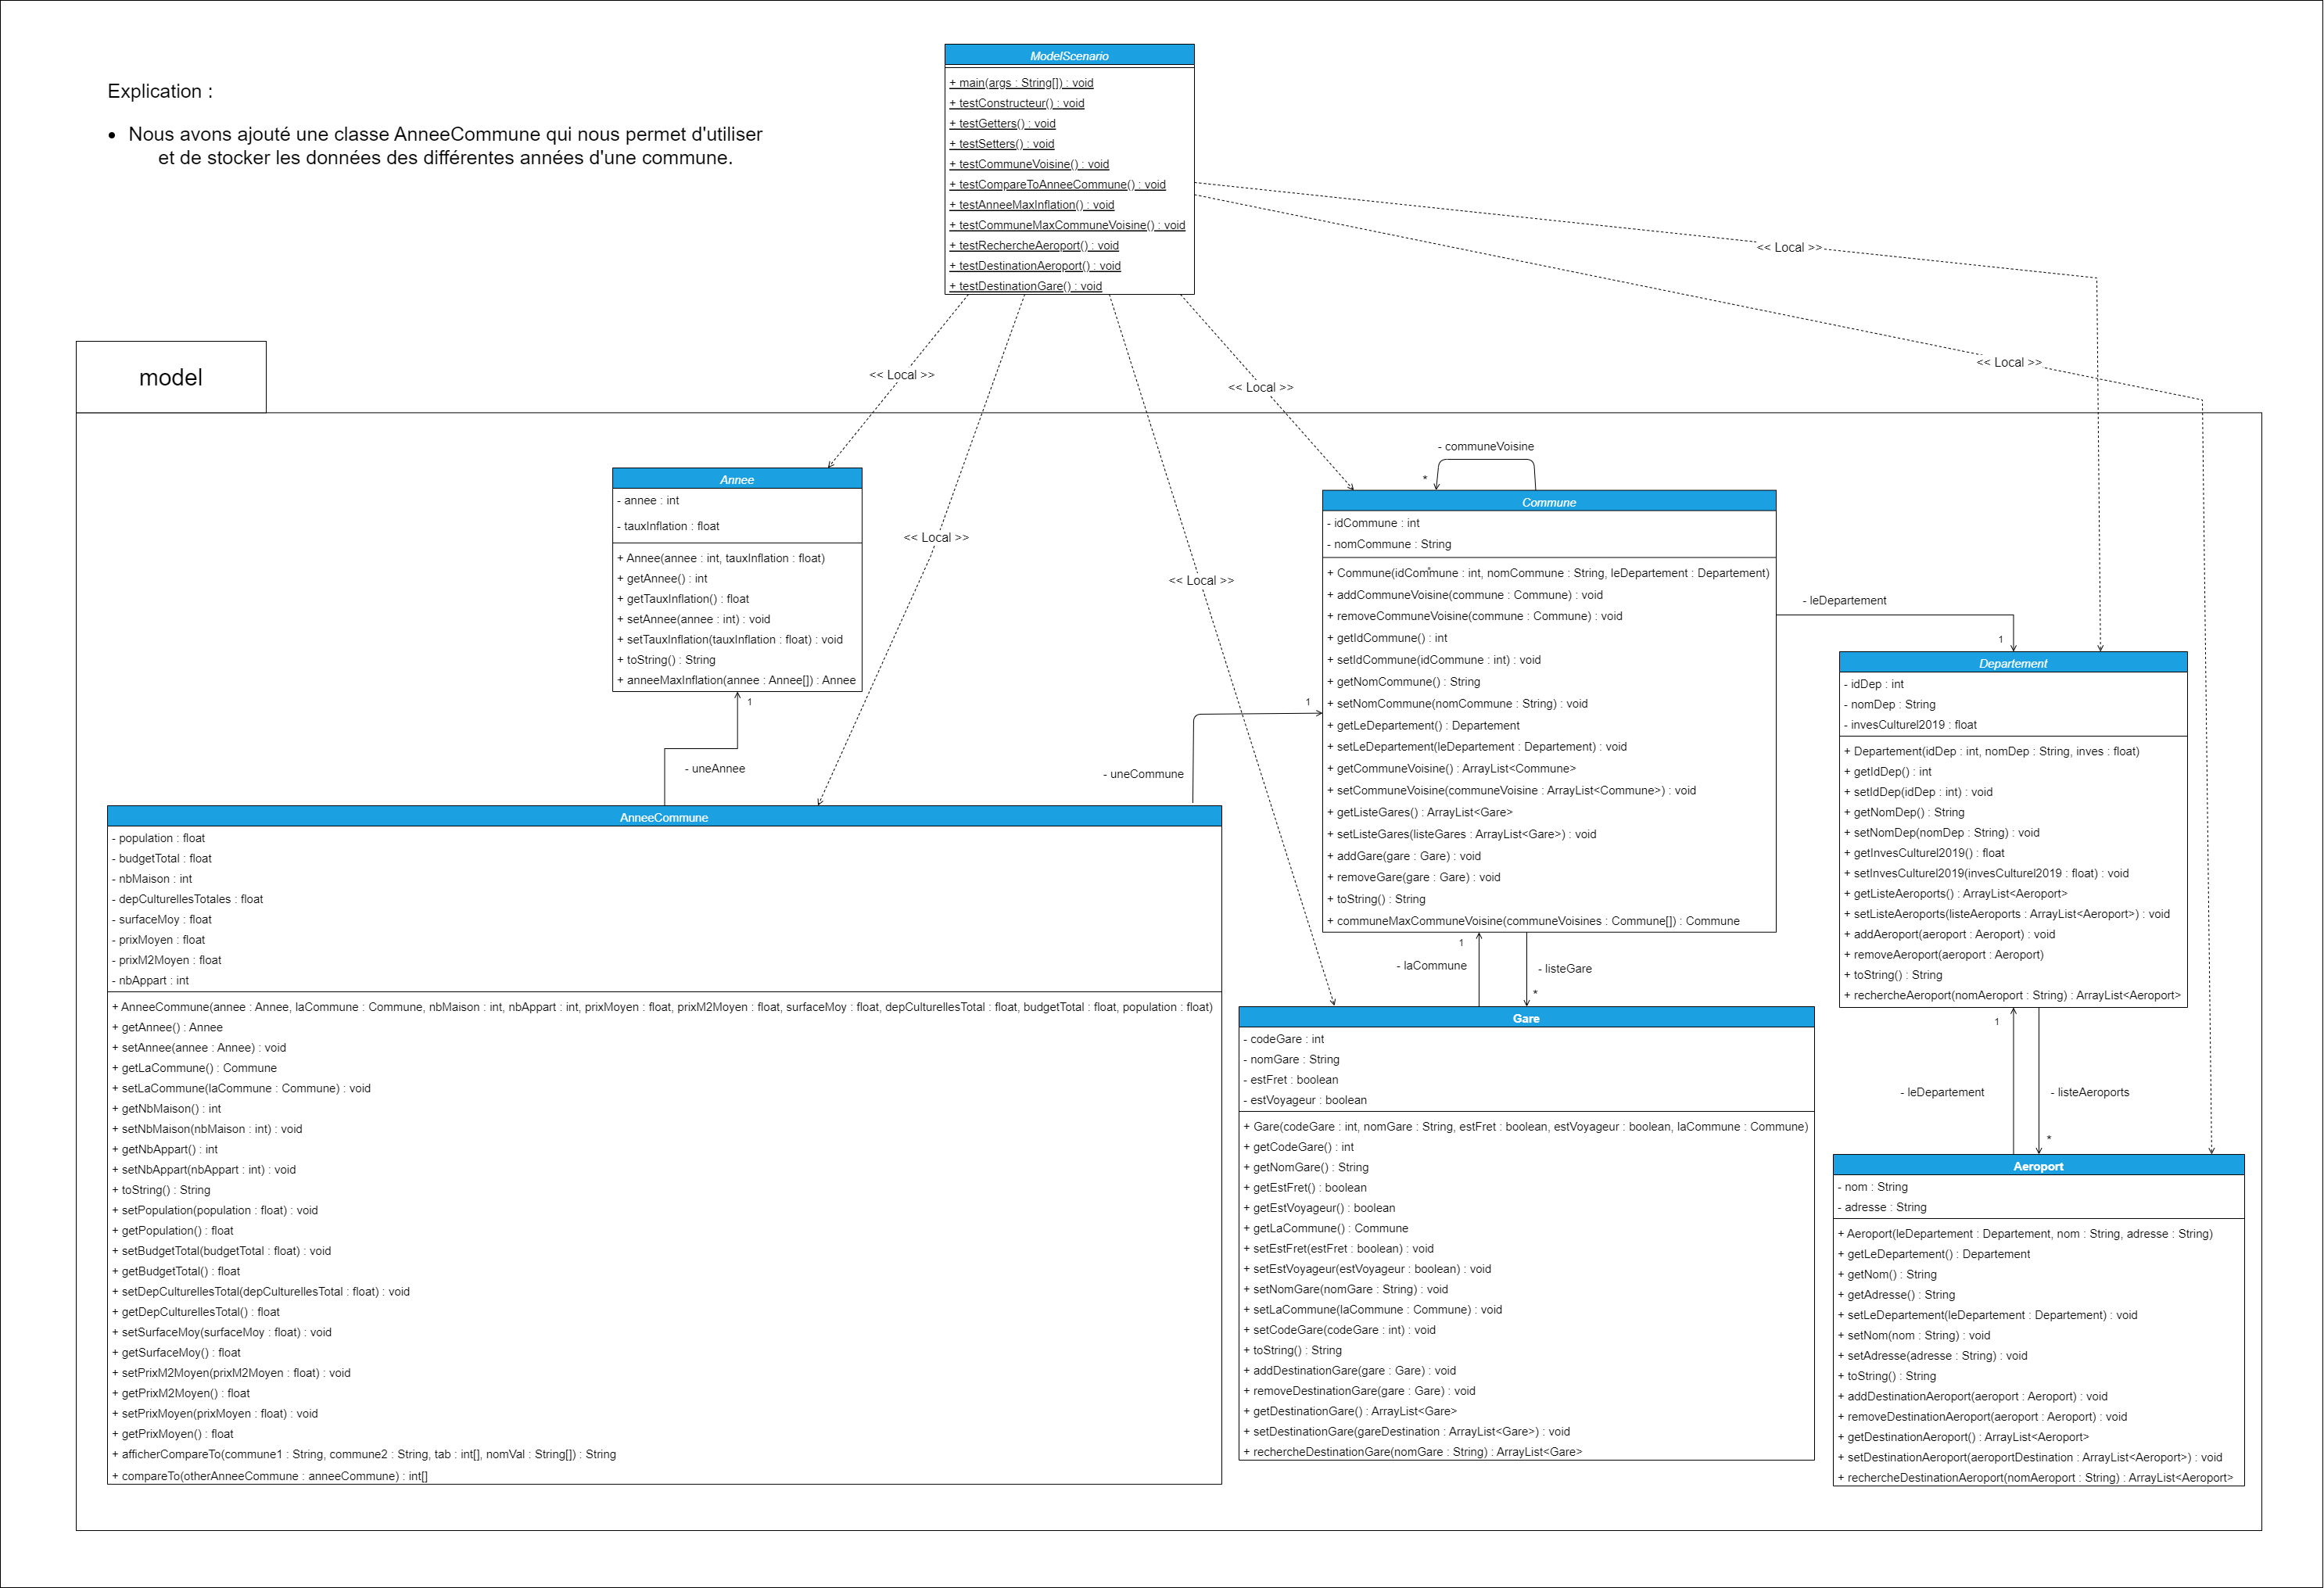 ModelScenario
+ main(args : String[]) : void
+ testConstructeur() : void
+ testGetters() : void
+ testSetters() : void
+ testCommuneVoisine() : void
+ testCompareToAnneeCommune() : void
+ testAnneeMaxInflation() : void
+ testCommuneMaxCommuneVoisine() : void
+ testRechercheAeroport() : void
+ testDestinationAeroport() : void
+ testDestinationGare() : void
Explication :
• Nous avons ajouté une classe AnneeCommune qui nous permet d'utiliser
et de stocker les données des différentes années d'une commune.
<< Local >>
<< Local >>
<< Local >>
<< Local >>
<< Local >>
<< Local >>
model
Annee
- annee : int
- tauxInflation : float
+ Annee(annee : int, tauxInflation : float)
+ getAnnee() : int
+ getTauxInflation() : float
+ setAnnee(annee : int) : void
+ setTauxInflation(tauxInflation : float) : void
+ toString() : String
+ anneeMaxInflation(annee : Annee[]) : Annee
1
- uneAnnee
- communeVoisine
*
Commune
- idCommune : int
- nomCommune : String
+ Commune(idCommune : int, nomCommune : String, leDepartement : Departement)
+ addCommuneVoisine(commune : Commune) : void
+ removeCommuneVoisine(commune : Commune) : void
+ getIdCommune() : int
+ setIdCommune(idCommune : int) : void
+ getNomCommune() : String
+ setNomCommune(nomCommune : String) : void
+ getLeDepartement() : Departement
+ setLeDepartement(leDepartement : Departement) : void
+ getCommuneVoisine() : ArrayList<Commune>
+ setCommuneVoisine(communeVoisine : ArrayList<Commune>) : void
+ getListeGares() : ArrayList<Gare>
+ setListeGares(listeGares : ArrayList<Gare>) : void
+ addGare(gare : Gare) : void
+ removeGare(gare : Gare) : void
+ toString() : String
+ communeMaxCommuneVoisine(communeVoisines : Commune[]) : Commune
1
- uneCommune
- leDepartement
1
Departement
- idDep : int
- nomDep : String
- invesCulturel2019 : float
+ Departement(idDep : int, nomDep : String, inves : float)
+ getIdDep() : int
+ setIdDep(idDep : int) : void
+ getNomDep() : String
+ setNomDep(nomDep : String) : void
+ getInvesCulturel2019() : float
+ setInvesCulturel2019(invesCulturel2019 : float) : void
+ getListeAeroports() : ArrayList<Aeroport>
+ setListeAeroports(listeAeroports : ArrayList<Aeroport>) : void
+ addAeroport(aeroport : Aeroport) : void
+ removeAeroport(aeroport : Aeroport)
+ toString() : String
+ rechercheAeroport(nomAeroport : String) : ArrayList<Aeroport>
AnneeCommune
- population : float
- budgetTotal : float
- nbMaison : int
- depCulturellesTotales : float
- surfaceMoy : float
- prixMoyen : float
- prixM2Moyen : float
- nbAppart : int
+ AnneeCommune(annee : Annee, laCommune : Commune, nbMaison : int, nbAppart : int, prixMoyen : float, prixM2Moyen : float, surfaceMoy : float, depCulturellesTotal : float, budgetTotal : float, population : float)
+ getAnnee() : Annee
+ setAnnee(annee : Annee) : void
+ getLaCommune() : Commune
+ setLaCommune(laCommune : Commune) : void
+ getNbMaison() : int
+ setNbMaison(nbMaison : int) : void
+ getNbAppart() : int
+ setNbAppart(nbAppart : int) : void
+ toString() : String
+ setPopulation(population : float) : void
+ getPopulation() : float
+ setBudgetTotal(budgetTotal : float) : void
+ getBudgetTotal() : float
+ setDepCulturellesTotal(depCulturellesTotal : float) : void
+ getDepCulturellesTotal() : float
+ setSurfaceMoy(surfaceMoy : float) : void
+ getSurfaceMoy() : float
+ setPrixM2Moyen(prixM2Moyen : float) : void
+ getPrixM2Moyen() : float
+ setPrixMoyen(prixMoyen : float) : void
+ getPrixMoyen() : float
+ afficherCompareTo(commune1 : String, commune2 : String, tab : int[], nomVal : String[]) : String
+ compareTo(otherAnneeCommune : anneeCommune) : int[]
1
- laCommune
- listeGare
*
Gare
- codeGare : int
- nomGare : String
- estFret : boolean
- estVoyageur : boolean
+ Gare(codeGare : int, nomGare : String, estFret : boolean, estVoyageur : boolean, laCommune : Commune)
+ getCodeGare() : int
+ getNomGare() : String
+ getEstFret() : boolean
+ getEstVoyageur() : boolean
+ getLaCommune() : Commune
+ setEstFret(estFret : boolean) : void
+ setEstVoyageur(estVoyageur : boolean) : void
+ setNomGare(nomGare : String) : void
+ setLaCommune(laCommune : Commune) : void
+ setCodeGare(codeGare : int) : void
+ toString() : String
+ addDestinationGare(gare : Gare) : void
+ removeDestinationGare(gare : Gare) : void
+ getDestinationGare() : ArrayList<Gare>
+ setDestinationGare(gareDestination : ArrayList<Gare>) : void
+ rechercheDestinationGare(nomGare : String) : ArrayList<Gare>
1
- leDepartement
- listeAeroports
*
Aeroport
- nom : String
- adresse : String
+ Aeroport(leDepartement : Departement, nom : String, adresse : String)
+ getLeDepartement() : Departement
+ getNom() : String
+ getAdresse() : String
+ setLeDepartement(leDepartement : Departement) : void
+ setNom(nom : String) : void
+ setAdresse(adresse : String) : void
+ toString() : String
+ addDestinationAeroport(aeroport : Aeroport) : void
+ removeDestinationAeroport(aeroport : Aeroport) : void
+ getDestinationAeroport() : ArrayList<Aeroport>
+ setDestinationAeroport(aeroportDestination : ArrayList<Aeroport>) : void
+ rechercheDestinationAeroport(nomAeroport : String) : ArrayList<Aeroport>